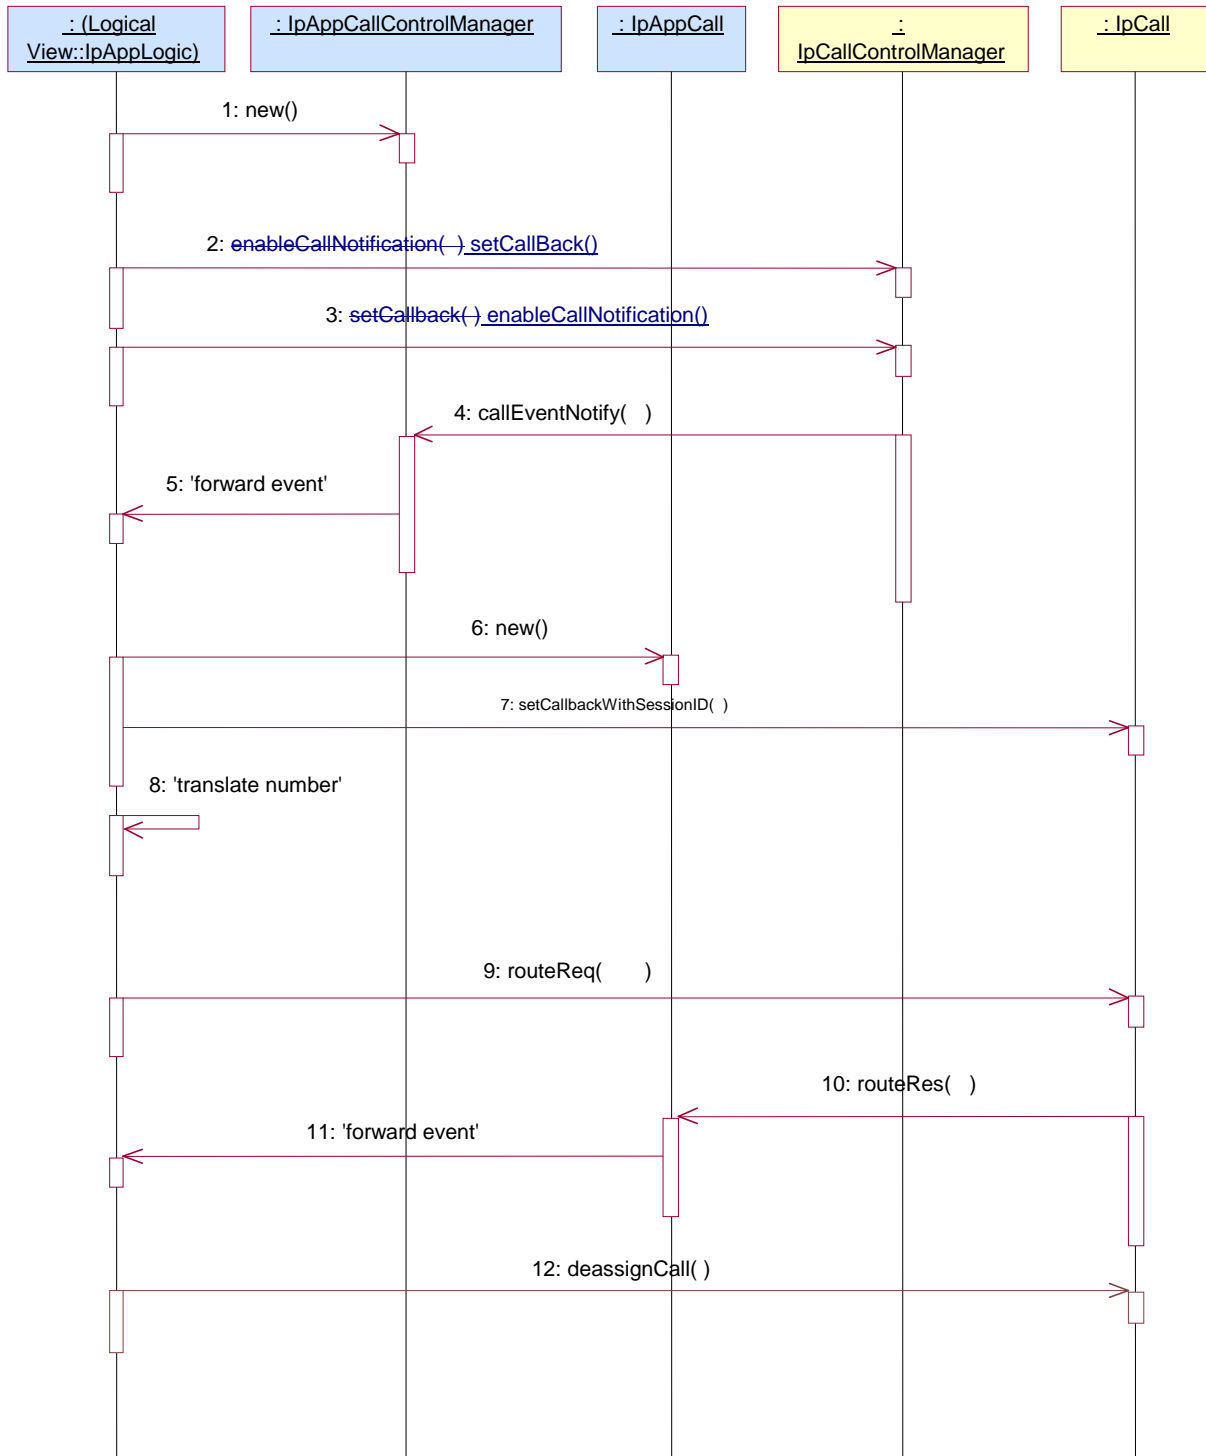 : (Logical
View::IpAppLogic)
: IpAppCallControlManager
: IpAppCall
:
IpCallControlManager
: IpCall
1: new()
2: enableCallNotification( ) setCallBack()
3: setCallback( ) enableCallNotification()
4: callEventNotify( )
5: 'forward event'
6: new()
7: setCallbackWithSessionID( )
8: 'translate number'
9: routeReq( )
10: routeRes( )
11: 'forward event'
12: deassignCall( )